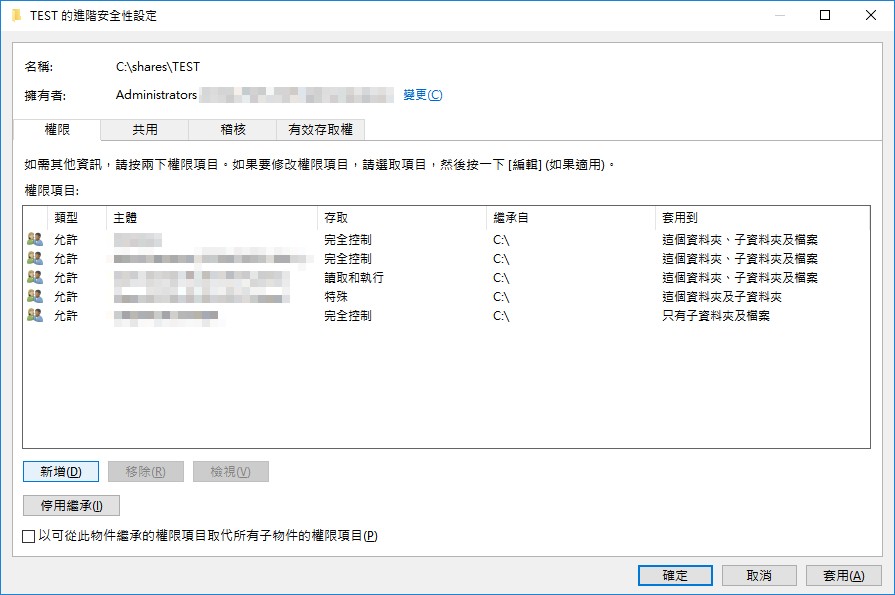 TEST 的進階安全性設定
名稱: C:\shares\TEST
擁有者: Administrators 變更(C)
權限 共用 稽核 有效存取權
如需其他資訊，請按兩下權限項目。如果要修改權限項目，請選取項目，然後按一下 [編輯] (如果適用)。
權限項目:
類型 主體 存取 繼承自 套用到
允許 完全控制 C:\ 這個資料夾、子資料夾及檔案
允許 完全控制 C:\ 這個資料夾、子資料夾及檔案
允許 讀取和執行 C:\ 這個資料夾、子資料夾及檔案
允許 特殊 C:\ 這個資料夾及子資料夾
允許 完全控制 C:\ 只有子資料夾及檔案
新增(D) 移除(R) 檢視(V)
停用繼承(I)
以可從此物件繼承的權限項目取代所有子物件的權限項目(P)
確定 取消 套用(A)